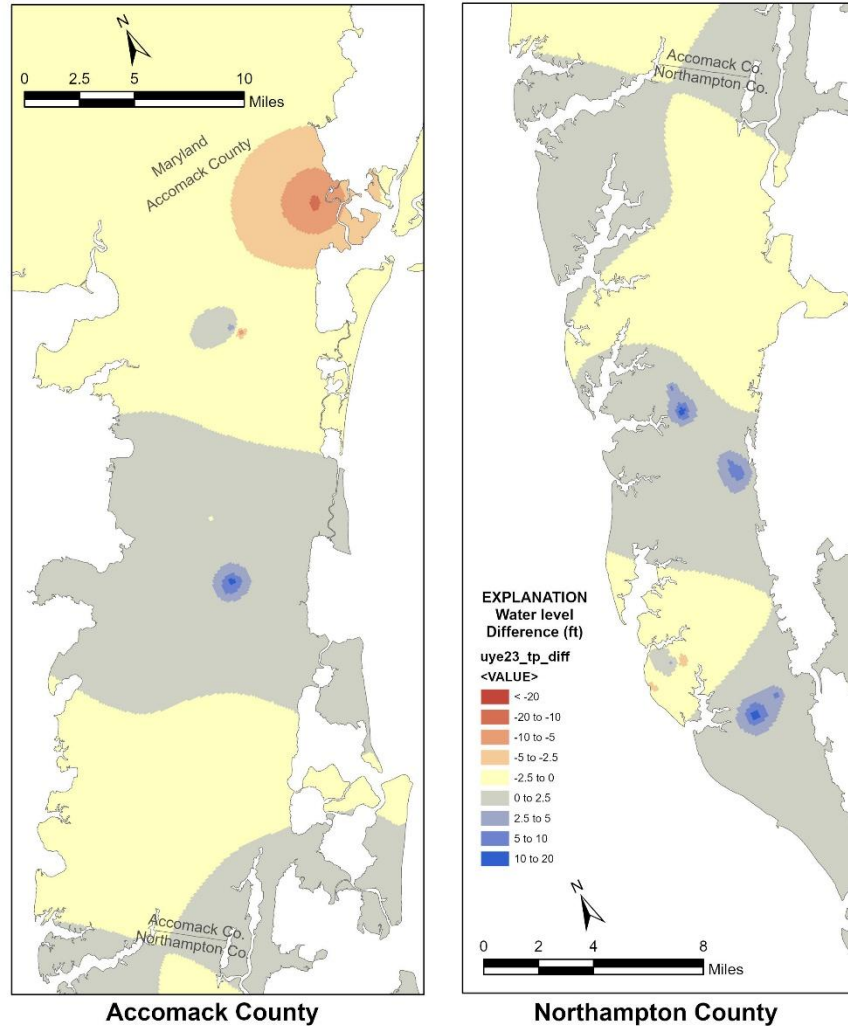 N
0 2.5 5 10
Miles
Maryland
Accomack County
Accomack Co.
Northampton Co.
Accomack County
Accomack Co.
Northampton Co.
EXPLANATION
Water level
Difference (ft)
uye23_tp_diff
<VALUE>
< -20
-20 to -10
-10 to -5
-5 to -2.5
-2.5 to 0
0 to 2.5
2.5 to 5
5 to 10
10 to 20
N
0 2 4 8
Miles
Northampton County